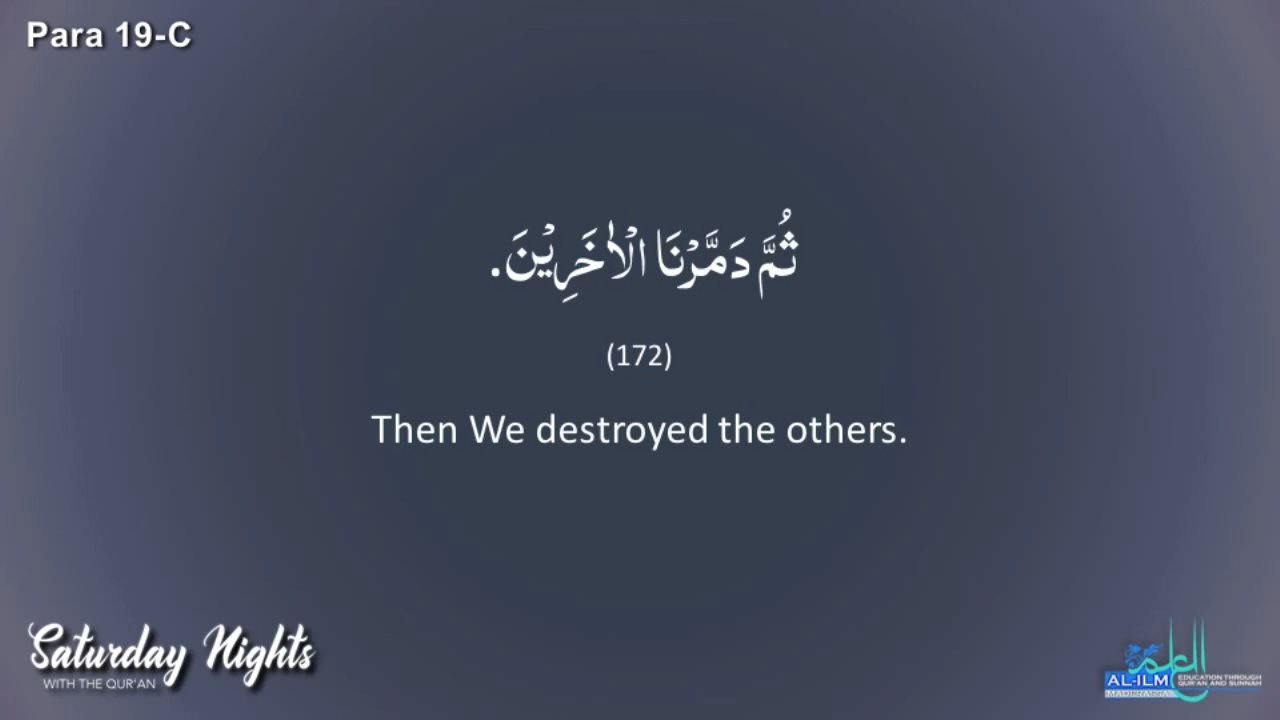 Para 19-C
ثُمَّ دَمَّرْنَا الْاٰخَرِيْنَ.
(172)
Then We destroyed the others.
Saturday Nights
WITH THE QUR'AN
العلم
AL-ILM
EDUCATION THROUGH
QUR'AN AND SUNNAH